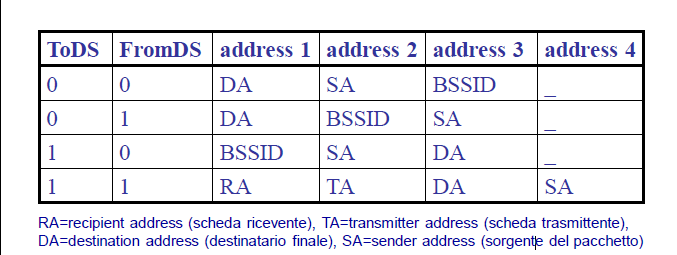 ToDS FromDS address 1 address 2 address 3 address 4
0 0 DA SA BSSID _
0 1 DA BSSID SA _
1 0 BSSID SA DA _
1 1 RA TA DA SA
RA=recipient address (scheda ricevente), TA=transmitter address (scheda trasmittente),
DA=destination address (destinatario finale), SA=sender address (sorgente del pacchetto)